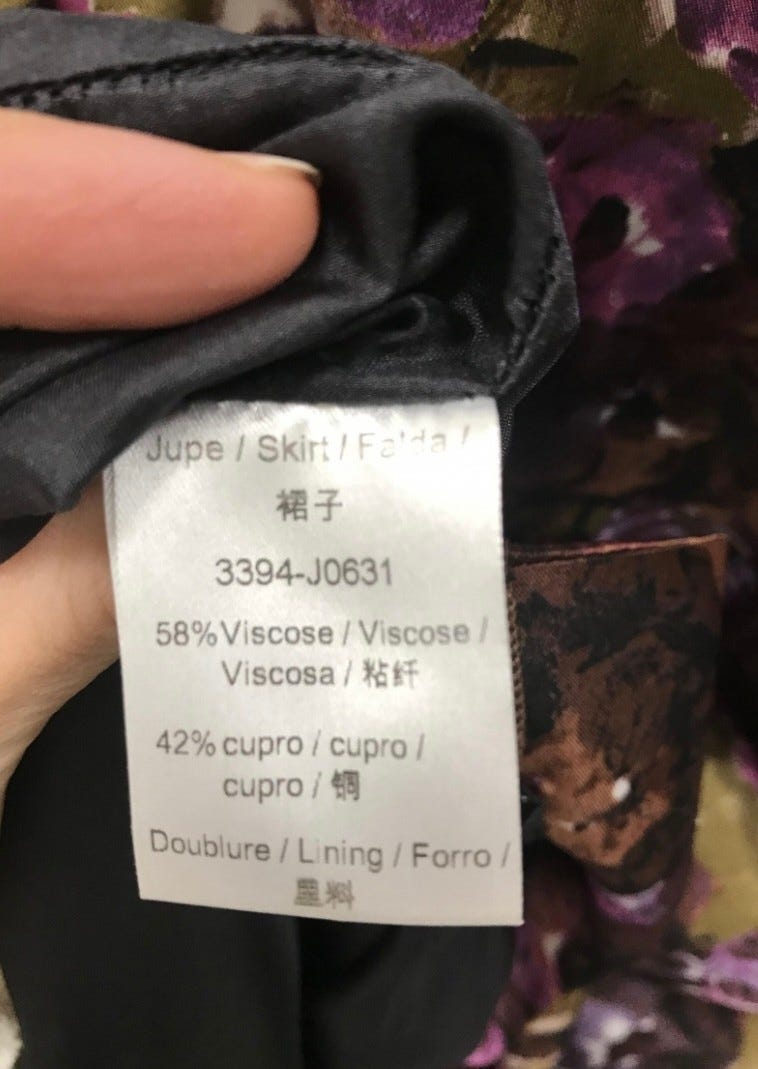 Jupe / Skirt / Falda /
裙子
3394-J0631
58% Viscose / Viscose /
Viscosa / 粘纤
42% cupro / cupro /
cupro / 铜
Doublure / Lining / Forro /
里料